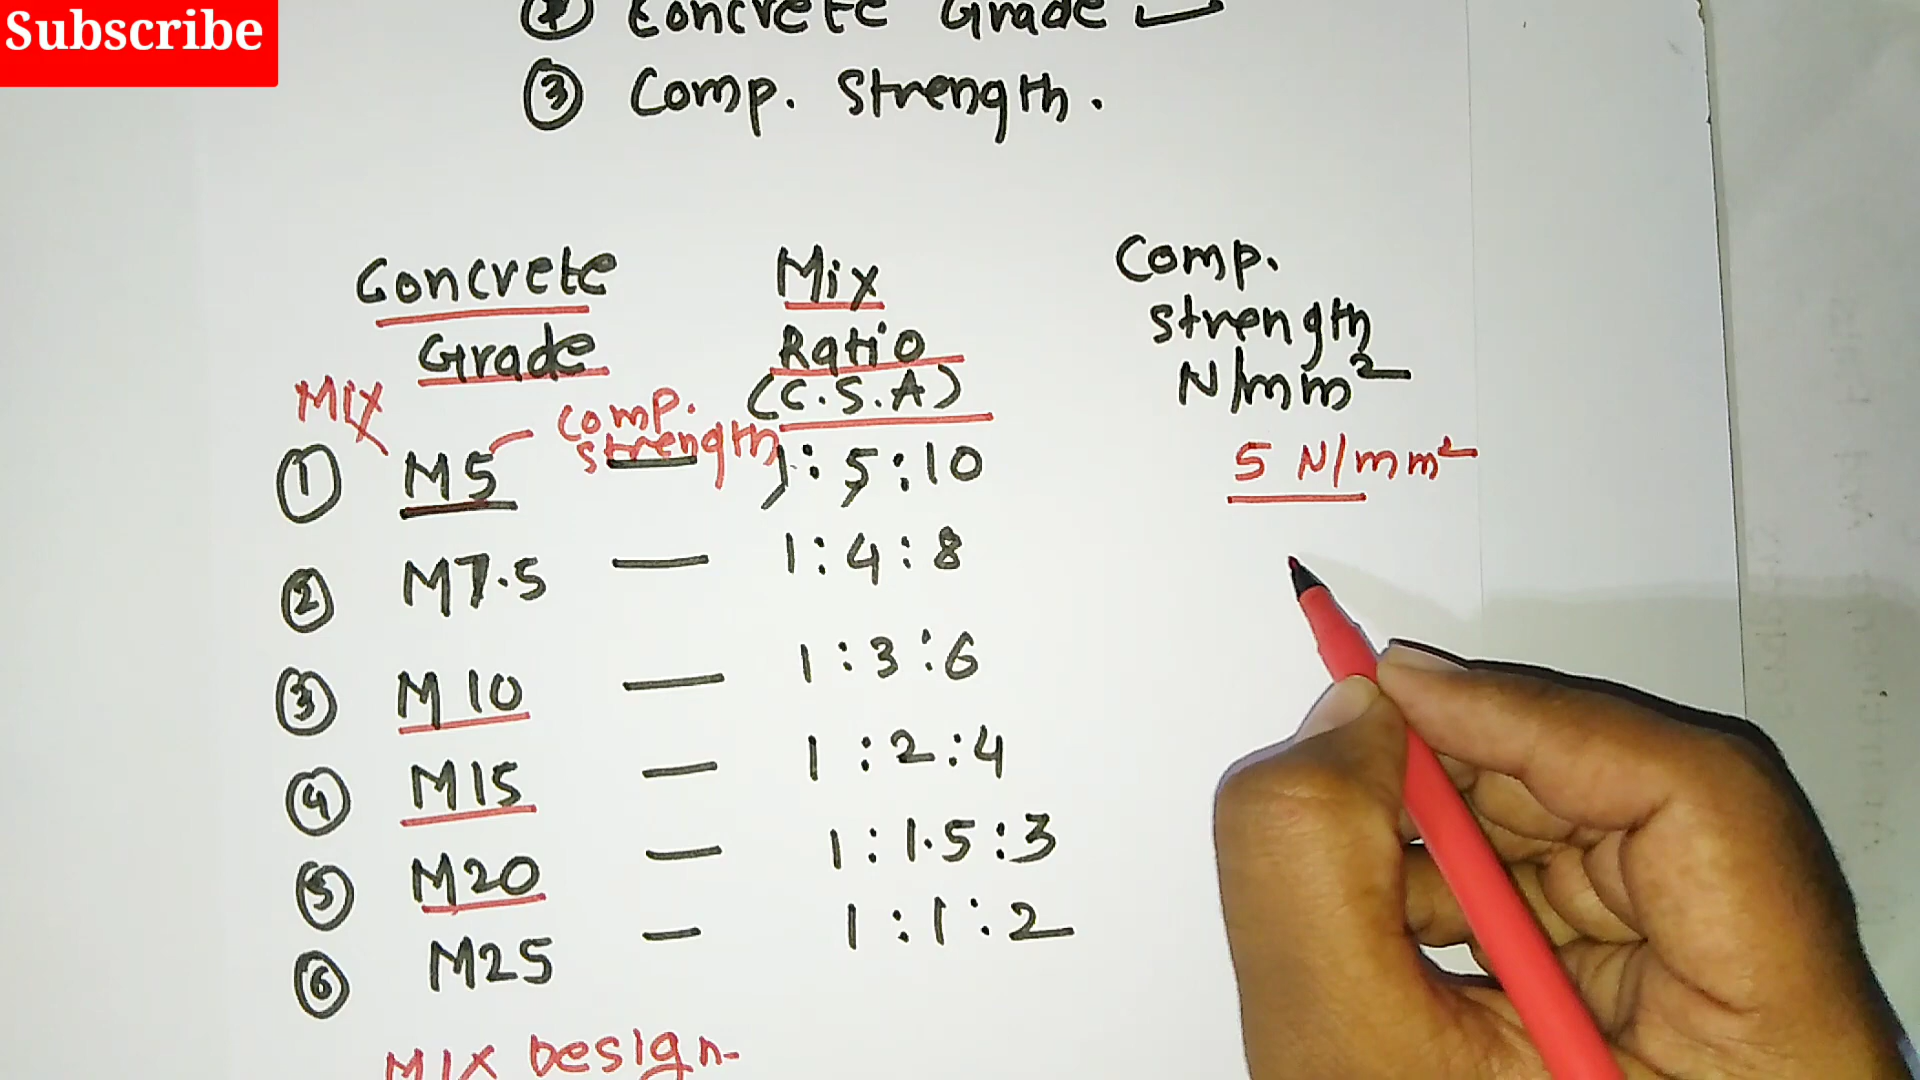 Subscribe
Concrete Grade
③ Comp. Strength.
Concrete Grade
Mix Ratio (C.S.A)
Comp. strength N/mm²
MIX
comp. strength
① M5 — 1:5:10 5 N/mm²
② M7.5 — 1:4:8
③ M10 — 1:3:6
④ M15 — 1:2:4
⑤ M20 — 1:1.5:3
⑥ M25 — 1:1:2
MIX Design-